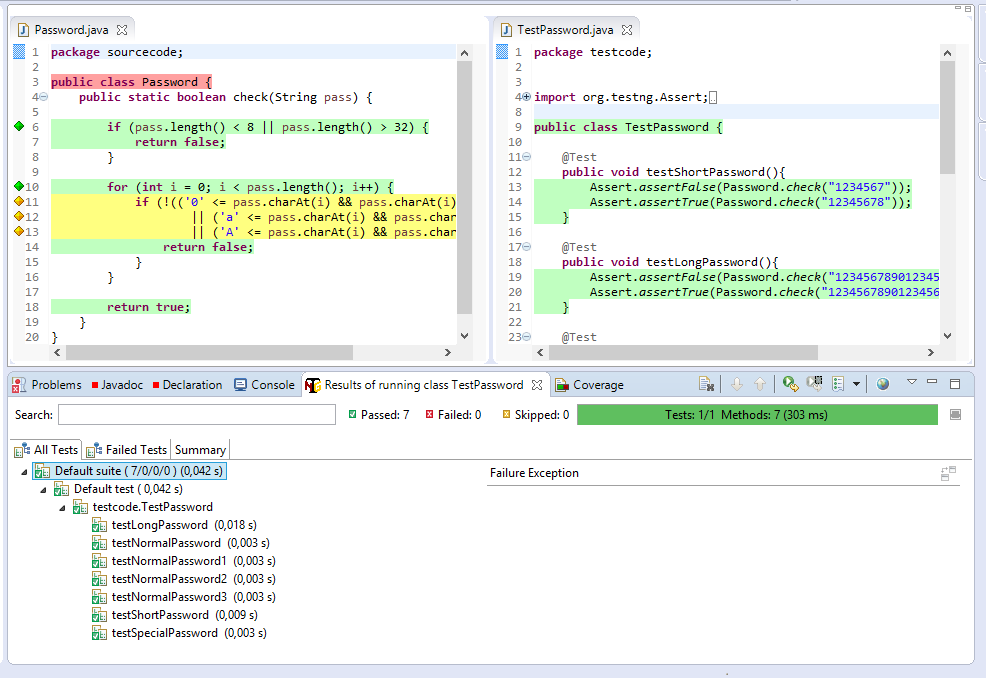 Password.java
1 package sourcecode;
2
3 public class Password {
4 public static boolean check(String pass) {
5
6 if (pass.length() < 8 || pass.length() > 32) {
7 return false;
8 }
9
10 for (int i = 0; i < pass.length(); i++) {
11 if (!(('0' <= pass.charAt(i) && pass.charAt(i)
12 || ('a' <= pass.charAt(i) && pass.char
13 || ('A' <= pass.charAt(i) && pass.char
14 return false;
15 }
16 }
17
18 return true;
19 }
20 }
TestPassword.java
1 package testcode;
2
3
4 import org.testng.Assert;
8
9 public class TestPassword {
10
11 @Test
12 public void testShortPassword(){
13 Assert.assertFalse(Password.check("1234567"));
14 Assert.assertTrue(Password.check("12345678"));
15 }
16
17 @Test
18 public void testLongPassword(){
19 Assert.assertFalse(Password.check("123456789012345
20 Assert.assertTrue(Password.check("1234567890123456
21 }
22
23 @Test
Problems Javadoc Declaration Console Results of running class TestPassword Coverage
Search: Passed: 7 Failed: 0 Skipped: 0 Tests: 1/1 Methods: 7 (303 ms)
All Tests Failed Tests Summary
Default suite ( 7/0/0/0 ) (0,042 s)
Default test ( 0,042 s)
testcode.TestPassword
testLongPassword (0,018 s)
testNormalPassword (0,003 s)
testNormalPassword1 (0,003 s)
testNormalPassword2 (0,003 s)
testNormalPassword3 (0,003 s)
testShortPassword (0,009 s)
testSpecialPassword (0,003 s)
Failure Exception